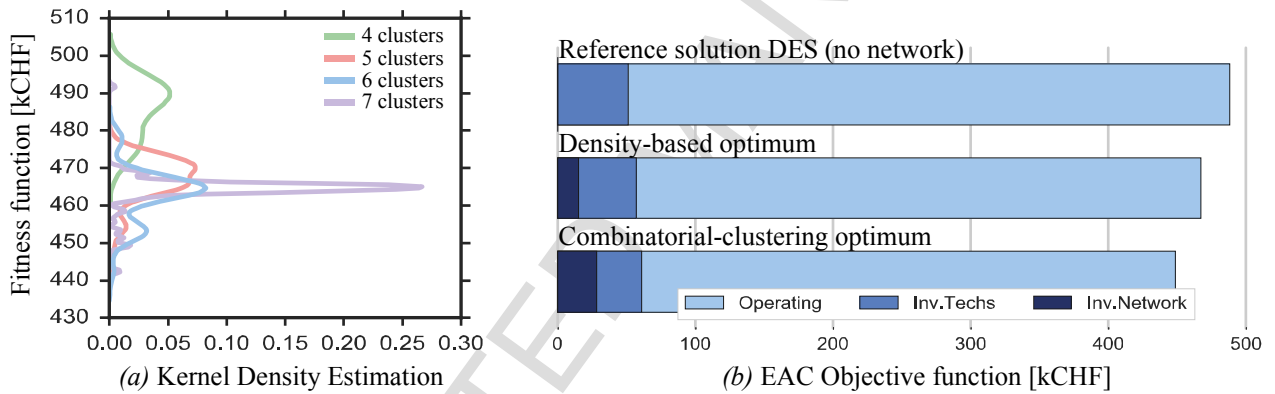 510
500
490
480
470
460
450
440
430
Fitness function [kCHF]
4 clusters
5 clusters
6 clusters
7 clusters
0.00 0.05 0.10 0.15 0.20 0.25 0.30
(a) Kernel Density Estimation
Reference solution DES (no network)
Density-based optimum
Combinatorial-clustering optimum
Operating Inv.Techs Inv.Network
0 100 200 300 400 500
(b) EAC Objective function [kCHF]